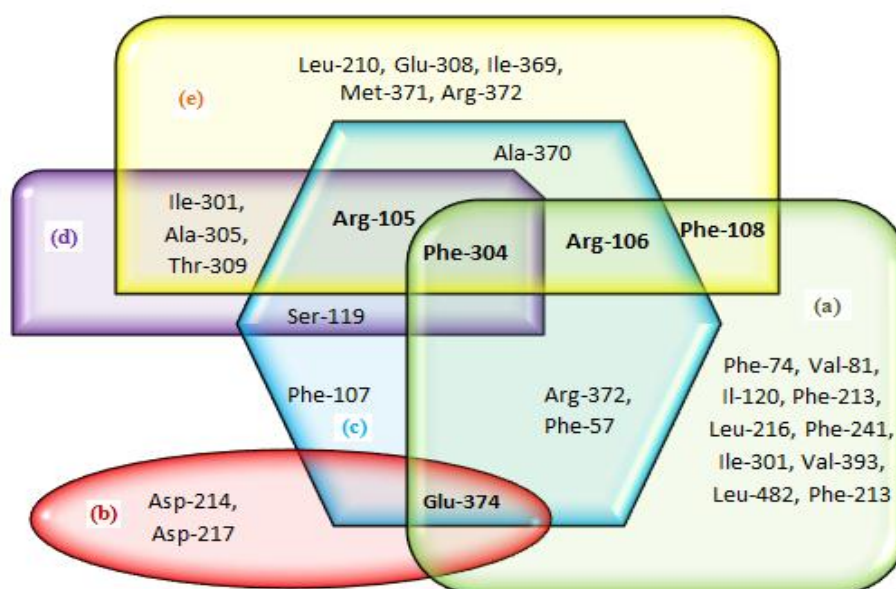 Leu-210, Glu-308, Ile-369,
Met-371, Arg-372
(e)
Ala-370
Ile-301,
Ala-305,
Thr-309
Arg-105
Phe-304
Arg-106
Phe-108
(d)
(a)
Ser-119
Phe-107
(c)
Arg-372,
Phe-57
Phe-74, Val-81,
Il-120, Phe-213,
Leu-216, Phe-241,
Ile-301, Val-393,
Leu-482, Phe-213
(b)
Asp-214,
Asp-217
Glu-374